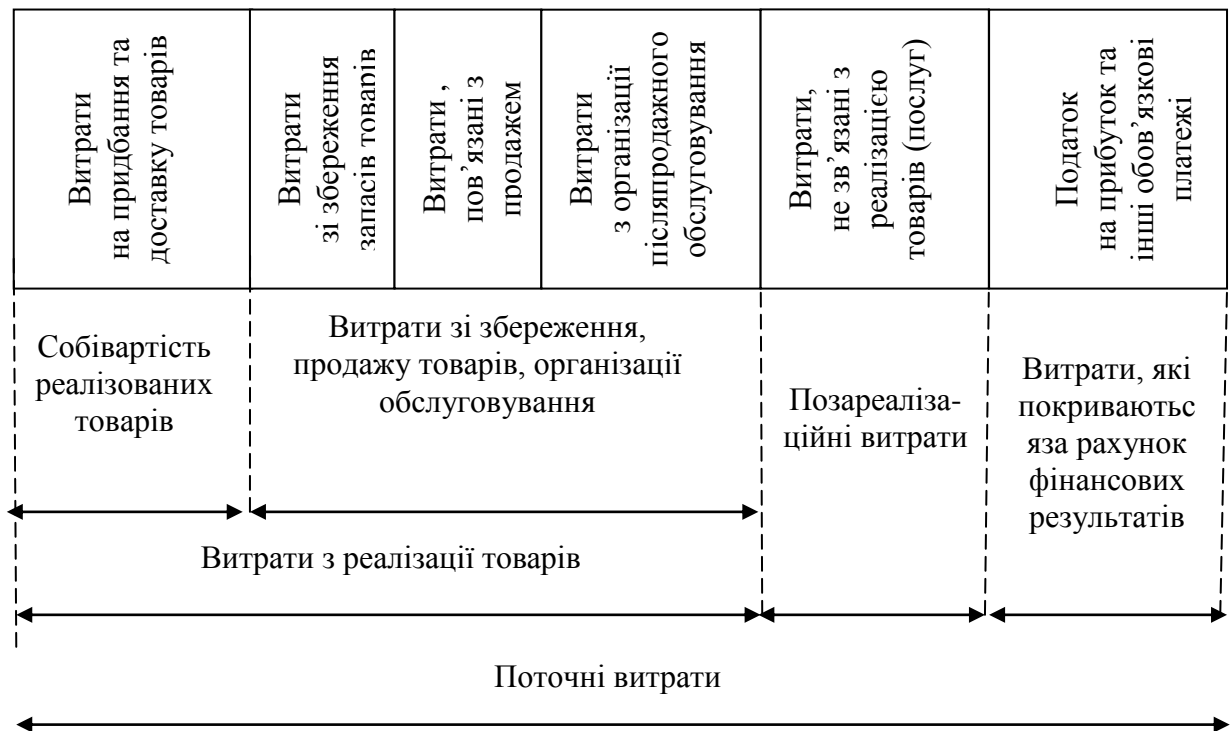 Витрати
на придбання та
доставку товарів
Витрати
зі збереження
запасів товарів
Витрати ,
пов’язані з
продажем
Витрати
з організації
післяпродажного
обслуговування
Витрати,
не зв’язані з
реалізацією
товарів (послуг)
Податок
на прибуток та
інші обов’язкові
платежі
Собівартість
реалізованих
товарів
Витрати зі збереження,
продажу товарів, організації
обслуговування
Позареаліза-
ційні витрати
Витрати, які
покриваютьс
яза рахунок
фінансових
результатів
Витрати з реалізації товарів
Поточні витрати